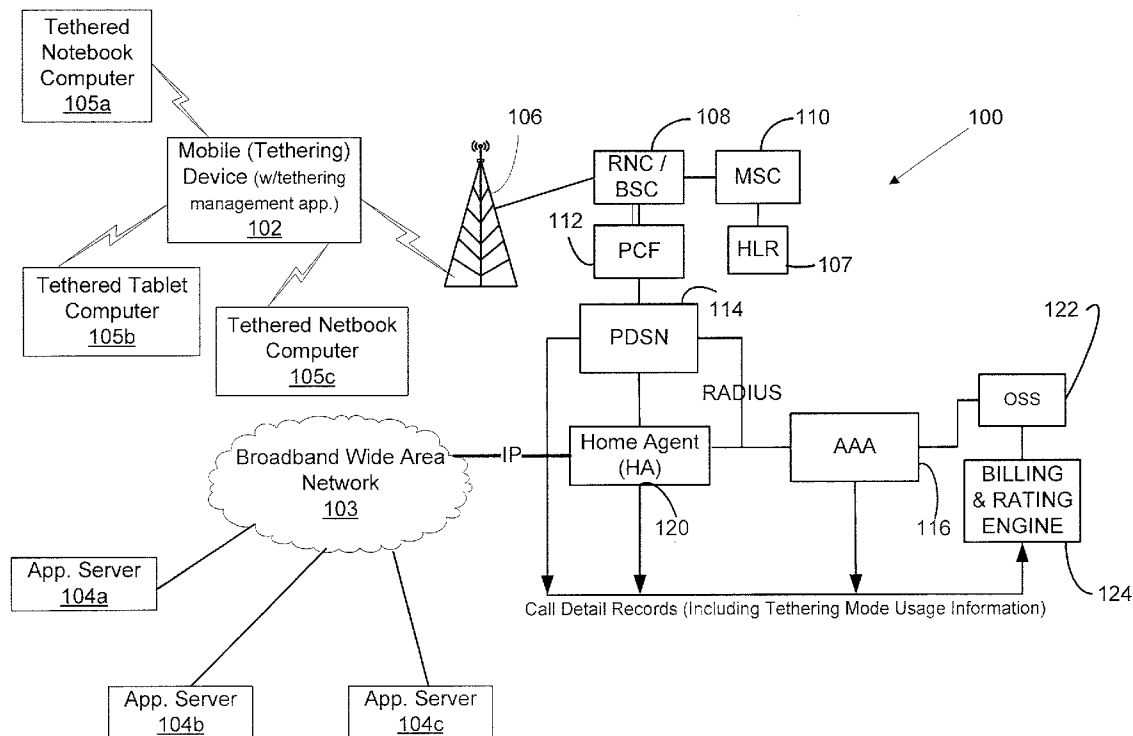 Tethered
Notebook
Computer
105a
Mobile (Tethering)
Device (w/tethering
management app.)
102
Tethered Tablet
Computer
105b
Tethered Netbook
Computer
105c
106
108
110
100
RNC /
BSC
MSC
112
PCF
HLR
107
114
PDSN
122
RADIUS
OSS
Broadband Wide Area
Network
103
IP
Home Agent
(HA)
120
AAA
116
BILLING
& RATING
ENGINE
124
Call Detail Records (Including Tethering Mode Usage Information)
App. Server
104a
App. Server
104b
App. Server
104c